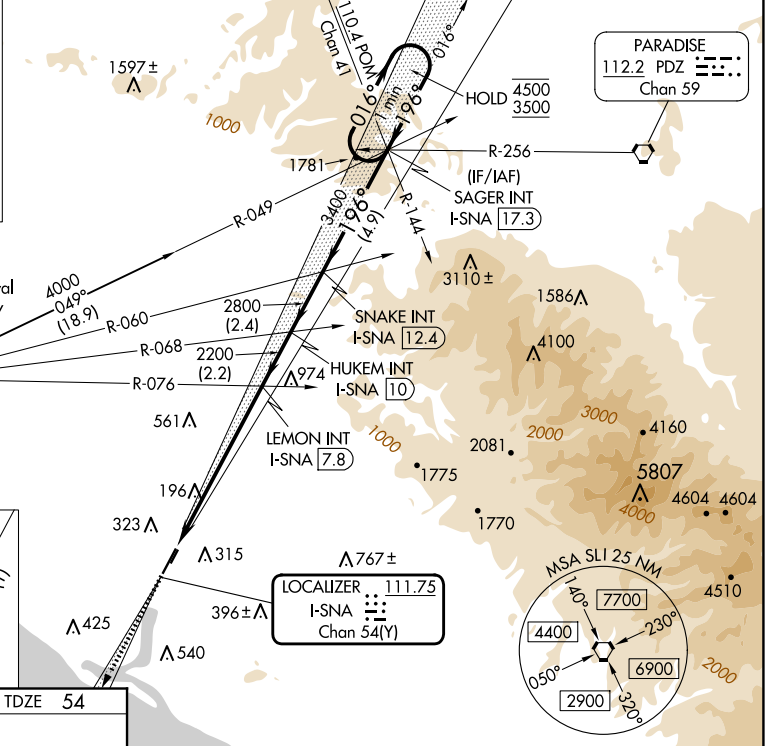 110.4 POM
Chan 41
016°
016°
1 min
196°
HOLD 4500
3500
PARADISE
112.2 PDZ
Chan 59
1597 ±
1000
1781
R-256
(IF/IAF)
SAGER INT
I-SNA 17.3
R-144
3400
196°
(4.9)
R-049
4000
049°
(18.9)
R-060
R-068
R-076
2800
(2.4)
2200
(2.2)
SNAKE INT
I-SNA 12.4
HUKEM INT
I-SNA 10
LEMON INT
I-SNA 7.8
3110 ±
1586
4100
974
561
1000
2000
3000
4160
2081
1775
5807
4000
4604
4604
1770
4510
2000
196
323
315
767 ±
396 ±
425
540
LOCALIZER 111.75
I-SNA
Chan 54(Y)
MSA SLI 25 NM
140°
7700
230°
4400
6900
050°
2900
320°
TDZE 54